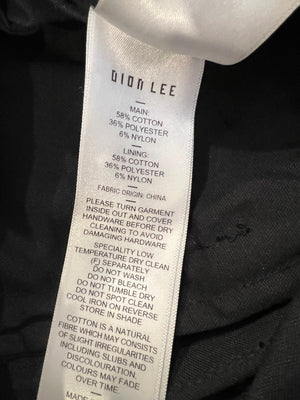 DION LEE
MAIN:
58% COTTON
36% POLYESTER
6% NYLON
LINING:
58% COTTON
36% POLYESTER
6% NYLON
FABRIC ORIGIN: CHINA
PLEASE TURN GARMENT
INSIDE OUT AND COVER
HARDWARE BEFORE DRY
CLEANING TO AVOID
DAMAGING HARDWARE
SPECIALITY LOW
TEMPERATURE DRY CLEAN
(F) SEPARATELY
DO NOT WASH
DO NOT BLEACH
DO NOT TUMBLE DRY
DO NOT SPOT CLEAN
COOL IRON ON REVERSE
STORE IN SHADE
COTTON IS A NATURAL
FIBRE WHICH MAY CONSISTS
OF SLIGHT IRREGULARITIES
INCLUDING SLUBS AND
DISCOLOURATION.
COLOURS MAY FADE
OVER TIME.
MADE